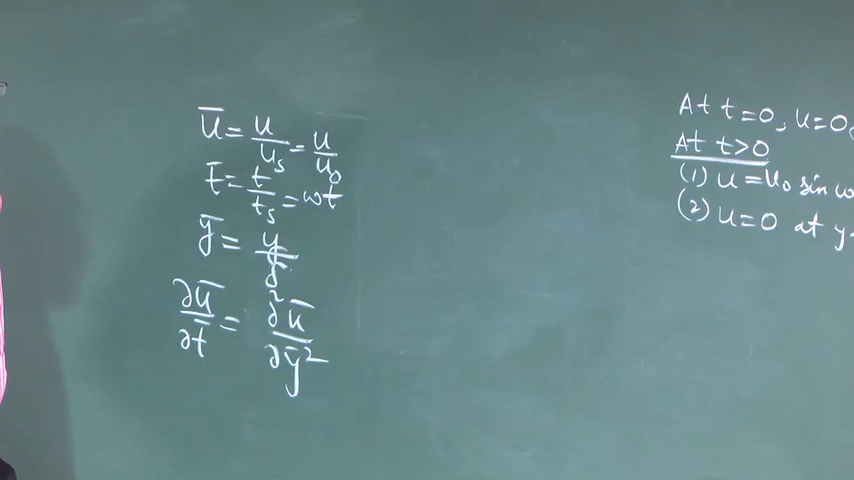 ū = u/u_s = u/u_0
t̄ = t/t_s = ωt
ȳ = y/δ
∂ū/∂t̄ = ∂²ū/∂ȳ²
At t=0, u=0
At t>0
(1) u = u_0 sin ω
(2) u=0 at y